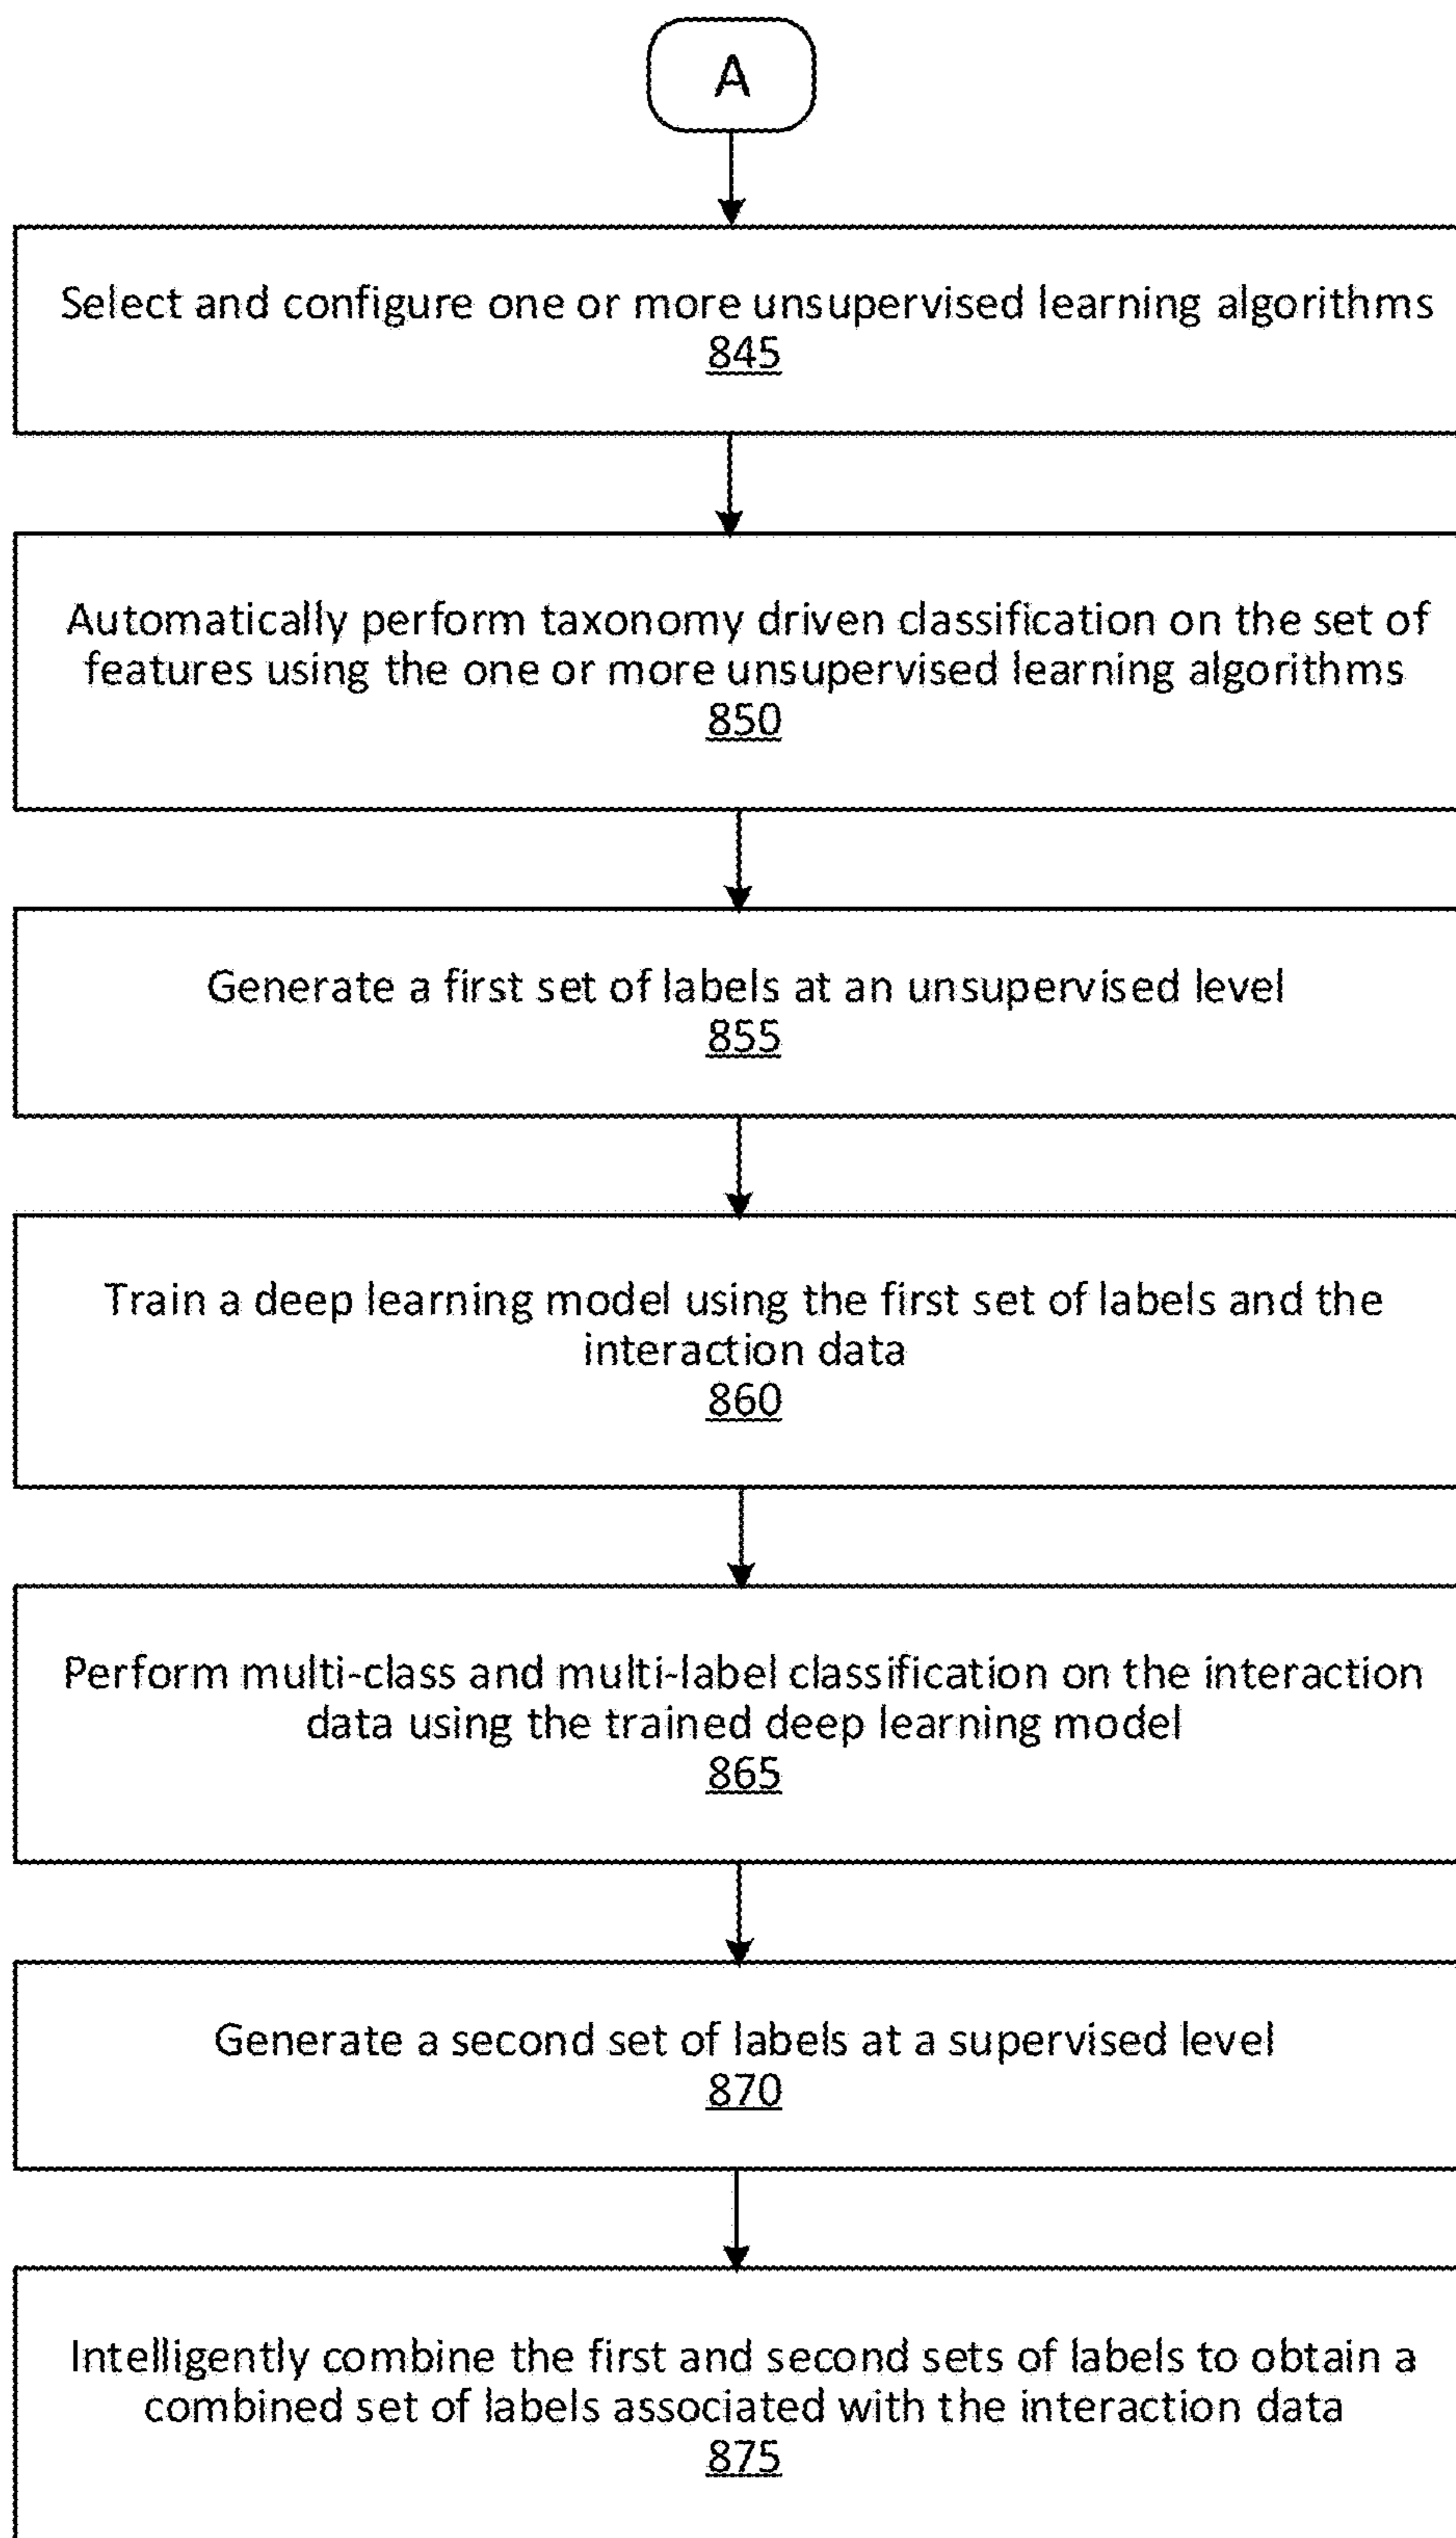 A
Select and configure one or more unsupervised learning algorithms
845
Automatically perform taxonomy driven classification on the set of
features using the one or more unsupervised learning algorithms
850
Generate a first set of labels at an unsupervised level
855
Train a deep learning model using the first set of labels and the
interaction data
860
Perform multi-class and multi-label classification on the interaction
data using the trained deep learning model
865
Generate a second set of labels at a supervised level
870
Intelligently combine the first and second sets of labels to obtain a
combined set of labels associated with the interaction data
875